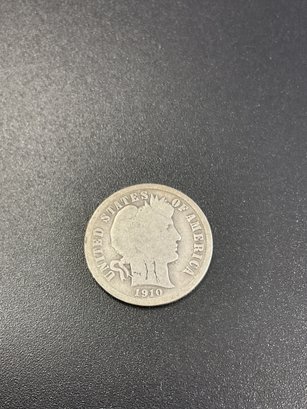 UNITED STATES OF AMERICA
1910